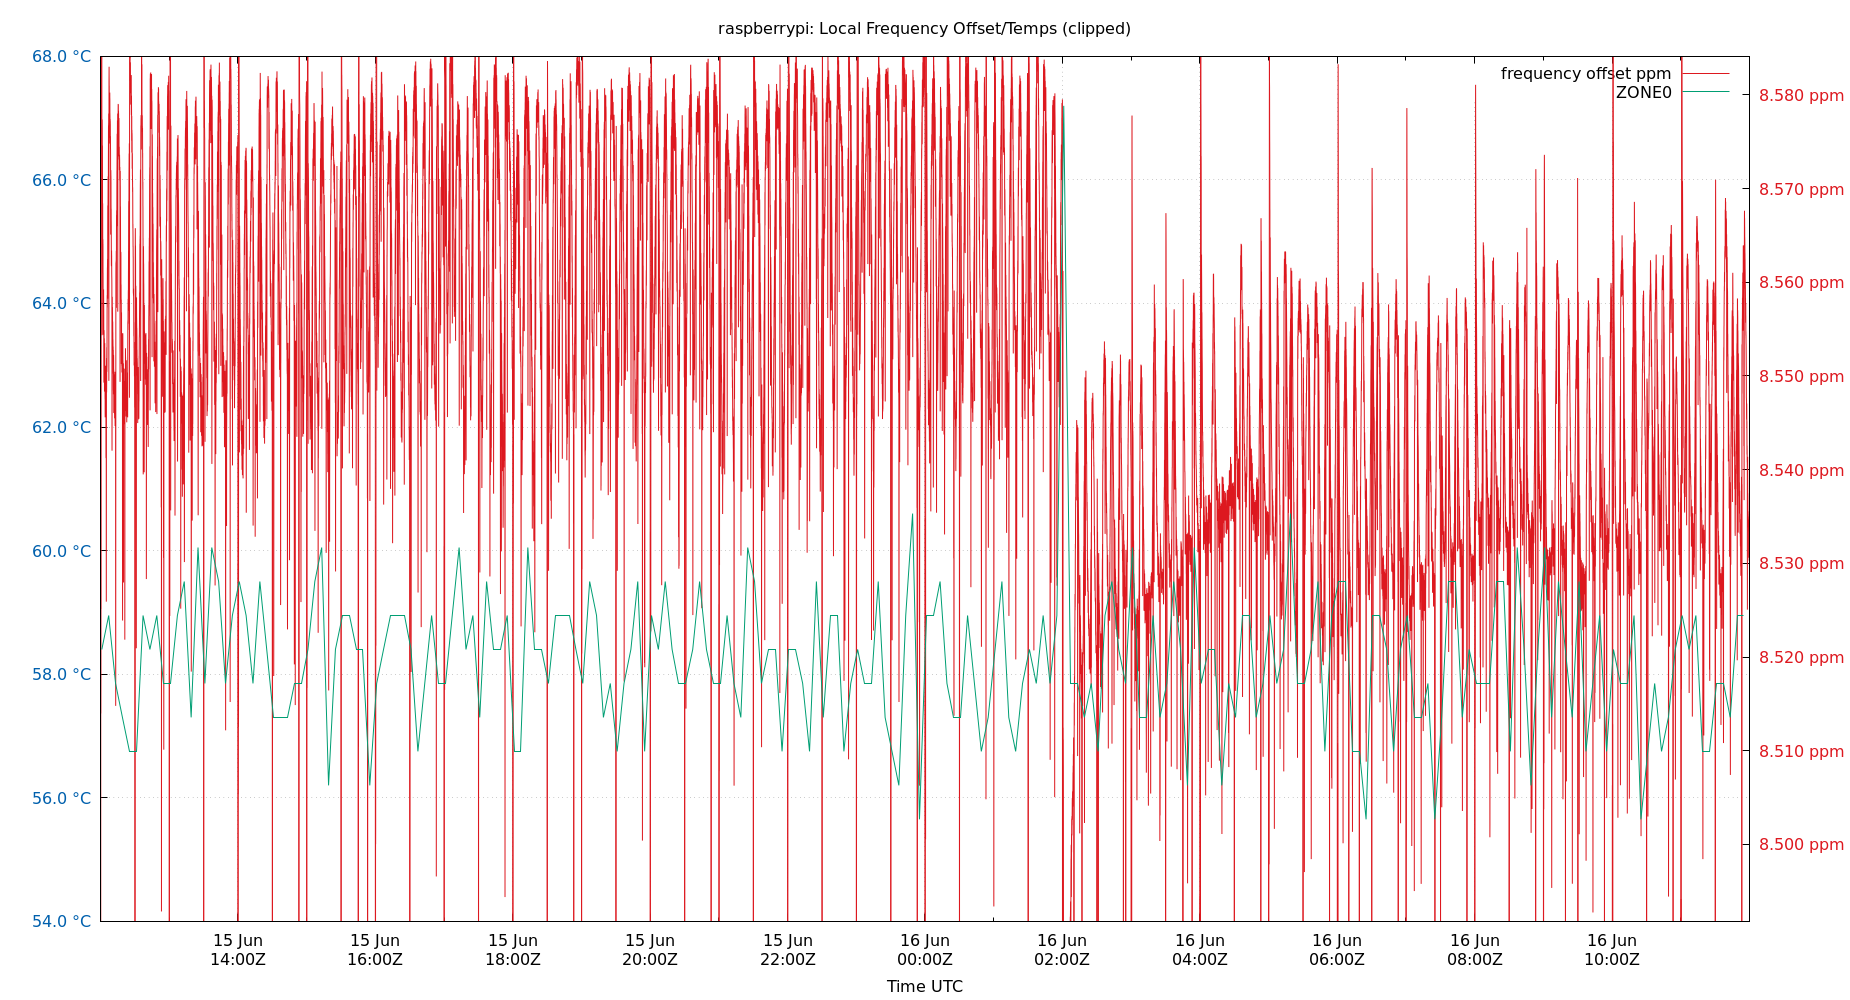 raspberrypi: Local Frequency Offset/Temps (clipped)
68.0 °C
66.0 °C
64.0 °C
62.0 °C
60.0 °C
58.0 °C
56.0 °C
54.0 °C
frequency offset ppm
ZONE0
8.580 ppm
8.570 ppm
8.560 ppm
8.550 ppm
8.540 ppm
8.530 ppm
8.520 ppm
8.510 ppm
8.500 ppm
15 Jun
14:00Z
15 Jun
16:00Z
15 Jun
18:00Z
15 Jun
20:00Z
15 Jun
22:00Z
16 Jun
00:00Z
16 Jun
02:00Z
16 Jun
04:00Z
16 Jun
06:00Z
16 Jun
08:00Z
16 Jun
10:00Z
Time UTC